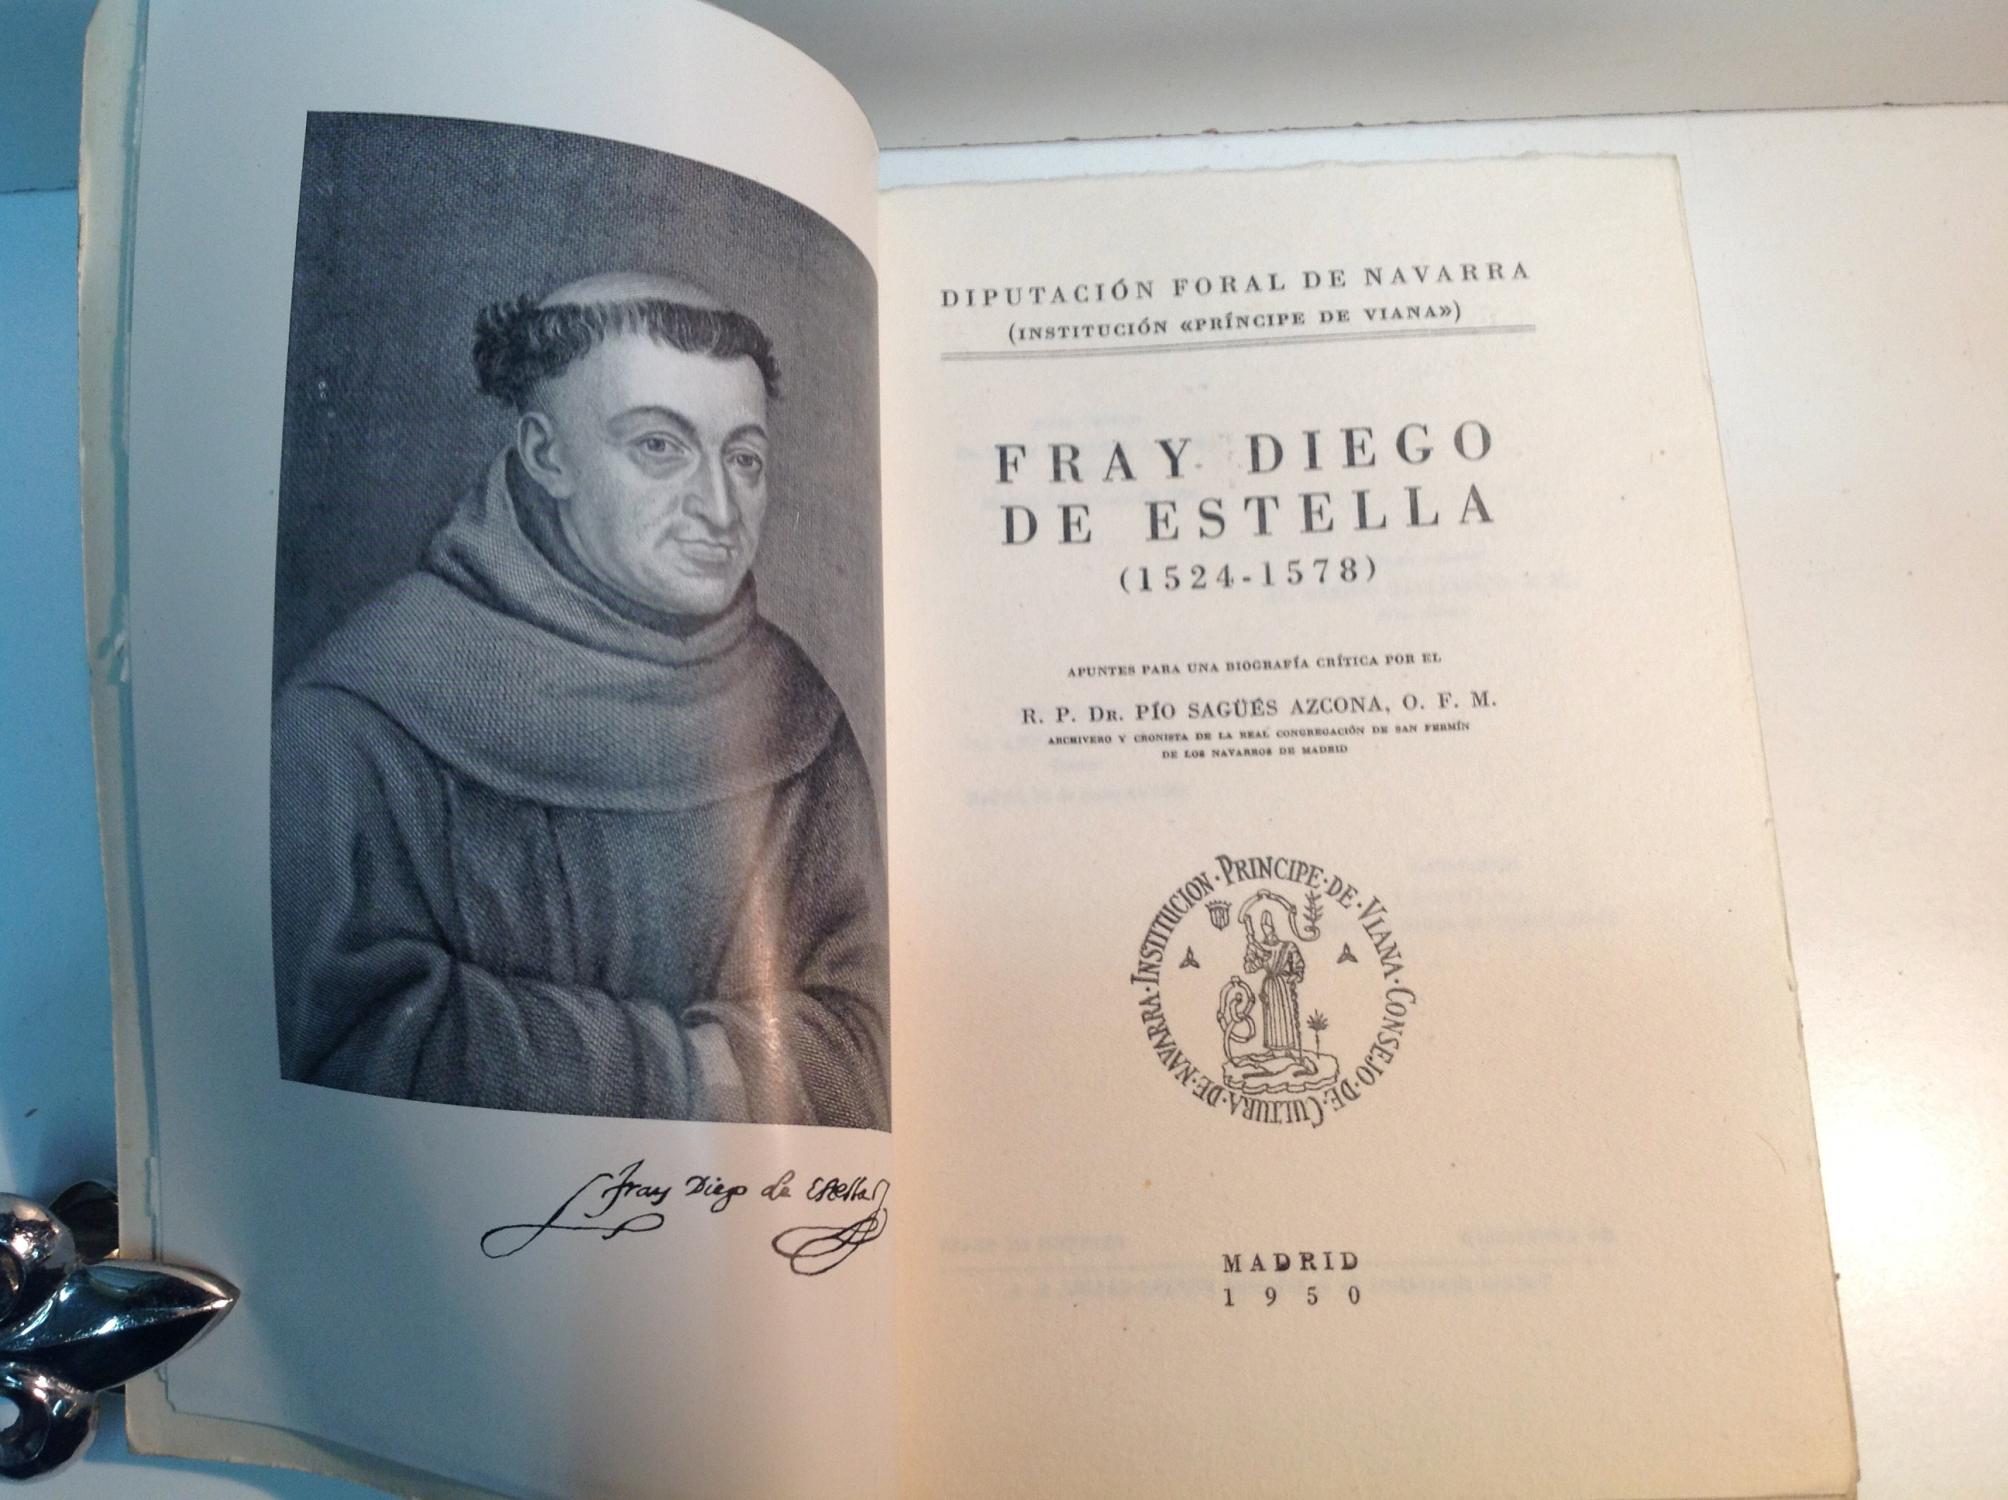 Fray Diego de Estella
DIPUTACIÓN FORAL DE NAVARRA
(INSTITUCIÓN «PRÍNCIPE DE VIANA»)
FRAY DIEGO
DE ESTELLA
(1524-1578)
APUNTES PARA UNA BIOGRAFÍA CRÍTICA POR EL
R. P. DR. PÍO SAGÜÉS AZCONA, O. F. M.
ARCHIVERO Y CRONISTA DE LA REAL CONGREGACIÓN DE SAN FERMÍN
DE LOS NAVARROS DE MADRID
INSTITUCION·PRINCIPE·DE·VIANA·CONSEJO·DE·CULTURA·DE·NAVARRA·
MADRID
1950